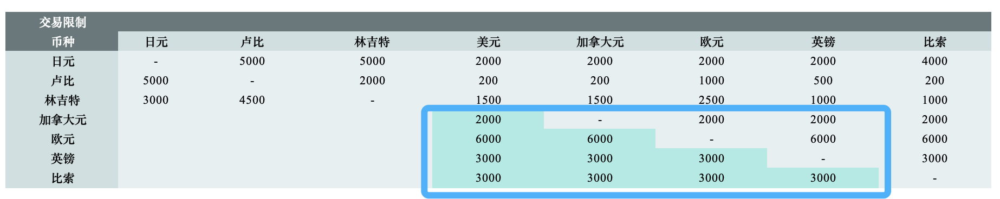 交易限制
币种 日元 卢比 林吉特 美元 加拿大元 欧元 英镑 比索
日元 - 5000 5000 2000 2000 2000 2000 4000
卢比 5000 - 2000 200 200 1000 500 200
林吉特 3000 4500 - 1500 1500 2500 1000 1000
加拿大元 2000 - 2000 2000 2000
欧元 6000 6000 - 6000 6000
英镑 3000 3000 3000 - 3000
比索 3000 3000 3000 3000 -